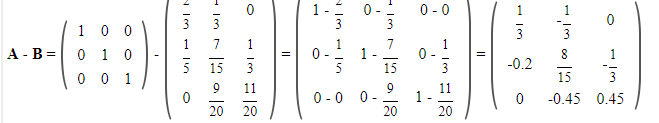 A - B = ( 1 0 0 ; 0 1 0 ; 0 0 1 ) - ( 2/3 1/3 0 ; 1/5 7/15 1/3 ; 0 9/20 11/20 ) = ( 1 - 2/3 0 - 1/3 0 - 0 ; 0 - 1/5 1 - 7/15 0 - 1/3 ; 0 - 0 0 - 9/20 1 - 11/20 ) = ( 1/3 -1/3 0 ; -0.2 8/15 -1/3 ; 0 -0.45 0.45 )